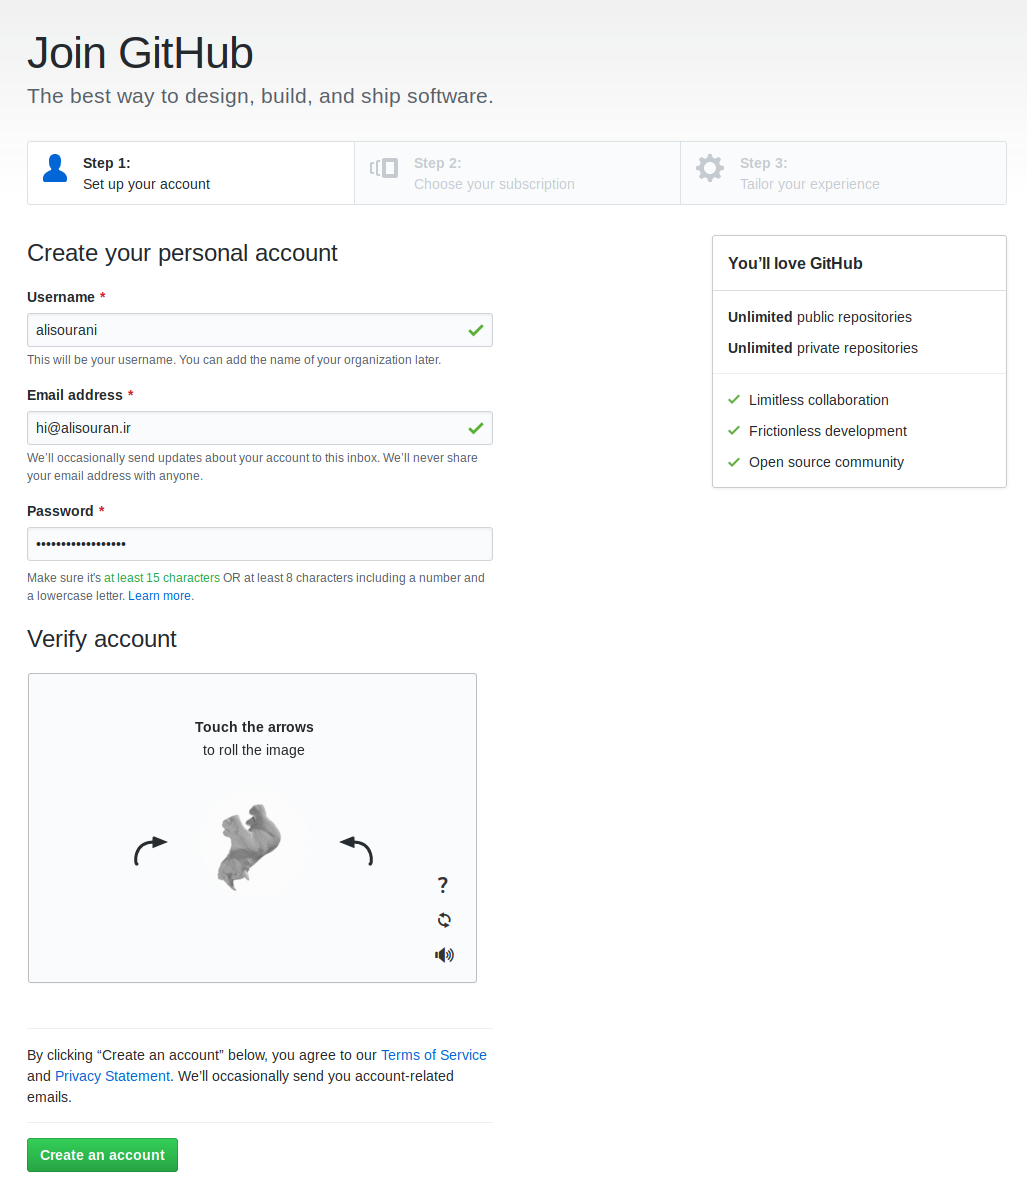 Join GitHub
The best way to design, build, and ship software.
Step 1:
Set up your account
Step 2:
Choose your subscription
Step 3:
Tailor your experience
Create your personal account
Username *
alisourani
This will be your username. You can add the name of your organization later.
Email address *
hi@alisouran.ir
We’ll occasionally send updates about your account to this inbox. We’ll never share
your email address with anyone.
Password *
••••••••••••••••••
Make sure it's at least 15 characters OR at least 8 characters including a number and
a lowercase letter. Learn more.
Verify account
Touch the arrows
to roll the image
?
By clicking “Create an account” below, you agree to our Terms of Service
and Privacy Statement. We’ll occasionally send you account-related
emails.
Create an account
You’ll love GitHub
Unlimited public repositories
Unlimited private repositories
Limitless collaboration
Frictionless development
Open source community